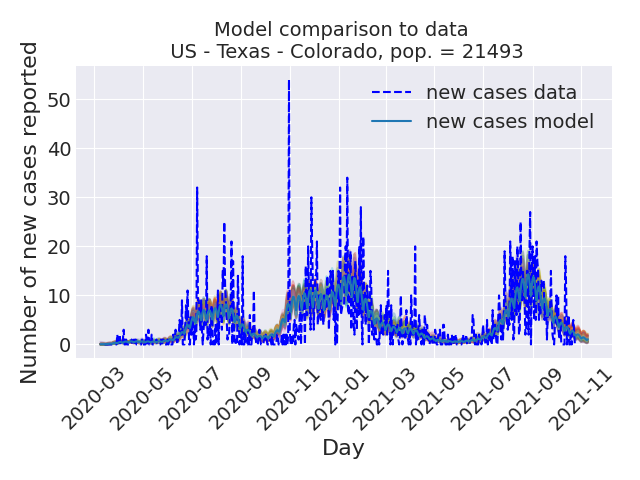 Model comparison to data
US - Texas - Colorado, pop. = 21493
Number of new cases reported
50
40
30
20
10
0
new cases data
new cases model
2020-03
2020-05
2020-07
2020-09
2020-11
2021-01
2021-03
2021-05
2021-07
2021-09
2021-11
Day